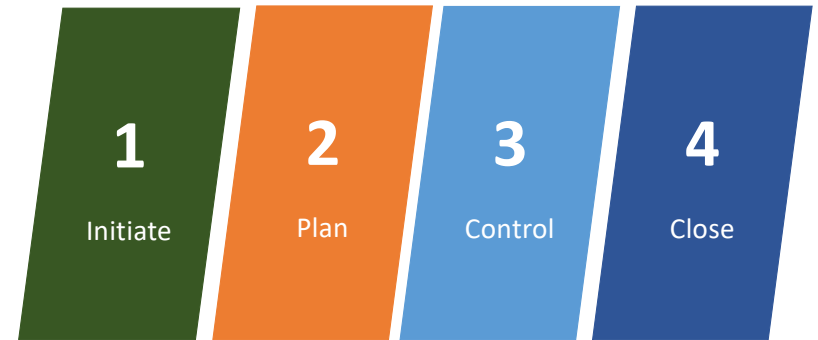 1
Initiate
2
Plan
3
Control
4
Close